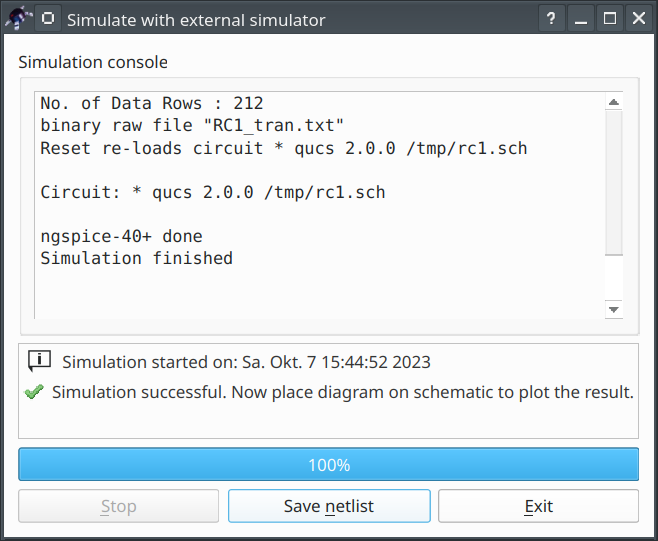 Simulate with external simulator
Simulation console
No. of Data Rows : 212
binary raw file "RC1_tran.txt"
Reset re-loads circuit * qucs 2.0.0 /tmp/rc1.sch
Circuit: * qucs 2.0.0 /tmp/rc1.sch
ngspice-40+ done
Simulation finished
Simulation started on: Sa. Okt. 7 15:44:52 2023
Simulation successful. Now place diagram on schematic to plot the result.
100%
Stop
Save netlist
Exit